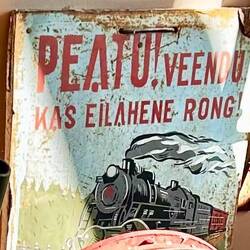 PEATU! VEENDU
KAS EI LÄHENE RONG